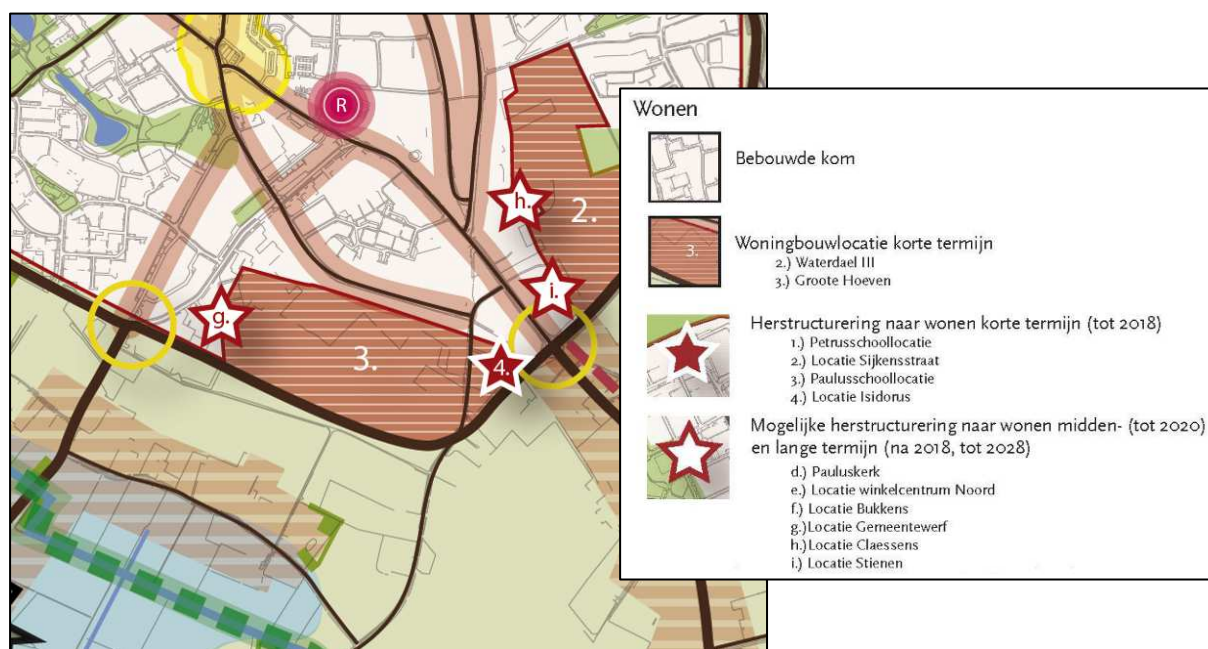 R
h.
2.
i.
g.
3.
4.
Wonen
Bebouwde kom
3.
Woningbouwlocatie korte termijn
2.) Waterdael III
3.) Groote Hoeven
Herstructurering naar wonen korte termijn (tot 2018)
1.) Petrusschoollocatie
2.) Locatie Sijkensstraat
3.) Paulusschoollocatie
4.) Locatie Isidorus
Mogelijke herstructurering naar wonen midden- (tot 2020)
en lange termijn (na 2018, tot 2028)
d.) Pauluskerk
e.) Locatie winkelcentrum Noord
f.) Locatie Bukkens
g.)Locatie Gemeentewerf
h.)Locatie Claessens
i.) Locatie Stienen